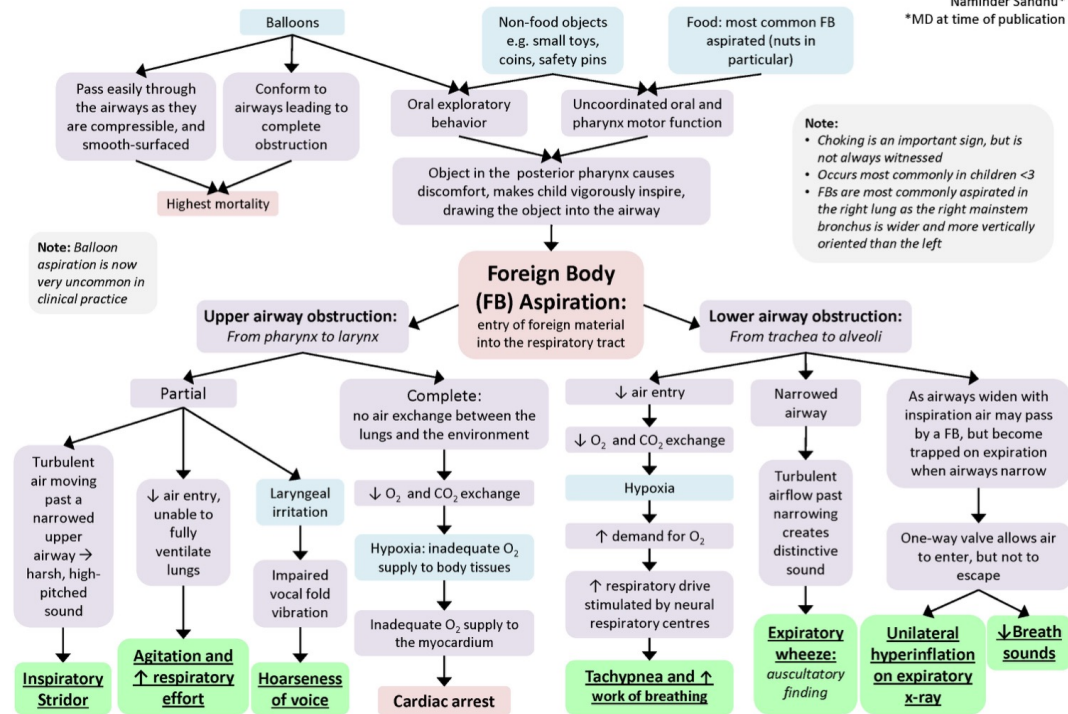 Naminder Sandhu*
*MD at time of publication
Balloons
Non-food objects
e.g. small toys,
coins, safety pins
Food: most common FB
aspirated (nuts in
particular)
Pass easily through
the airways as they
are compressible, and
smooth-surfaced
Conform to
airways leading to
complete
obstruction
Oral exploratory
behavior
Uncoordinated oral and
pharynx motor function
Highest mortality
Object in the posterior pharynx causes
discomfort, makes child vigorously inspire,
drawing the object into the airway
Note:
• Choking is an important sign, but is
not always witnessed
• Occurs most commonly in children <3
• FBs are most commonly aspirated in
the right lung as the right mainstem
bronchus is wider and more vertically
oriented than the left
Note: Balloon
aspiration is now
very uncommon in
clinical practice
Foreign Body
(FB) Aspiration:
entry of foreign material
into the respiratory tract
Upper airway obstruction:
From pharynx to larynx
Lower airway obstruction:
From trachea to alveoli
Partial
Turbulent
air moving
past a
narrowed
upper
airway →
harsh, high-
pitched
sound
Inspiratory
Stridor
↓ air entry,
unable to
fully
ventilate
lungs
Agitation and
↑ respiratory
effort
Laryngeal
irritation
Impaired
vocal fold
vibration
Hoarseness
of voice
Complete:
no air exchange between the
lungs and the environment
↓ O₂ and CO₂ exchange
Hypoxia: inadequate O₂
supply to body tissues
Inadequate O₂ supply to
the myocardium
Cardiac arrest
↓ air entry
↓ O₂ and CO₂ exchange
Hypoxia
↑ demand for O₂
↑ respiratory drive
stimulated by neural
respiratory centres
Tachypnea and ↑
work of breathing
Narrowed
airway
Turbulent
airflow past
narrowing
creates
distinctive
sound
Expiratory
wheeze:
auscultatory
finding
As airways widen with
inspiration air may pass
by a FB, but become
trapped on expiration
when airways narrow
One-way valve allows air
to enter, but not to
escape
Unilateral
hyperinflation
on expiratory
x-ray
↓Breath
sounds